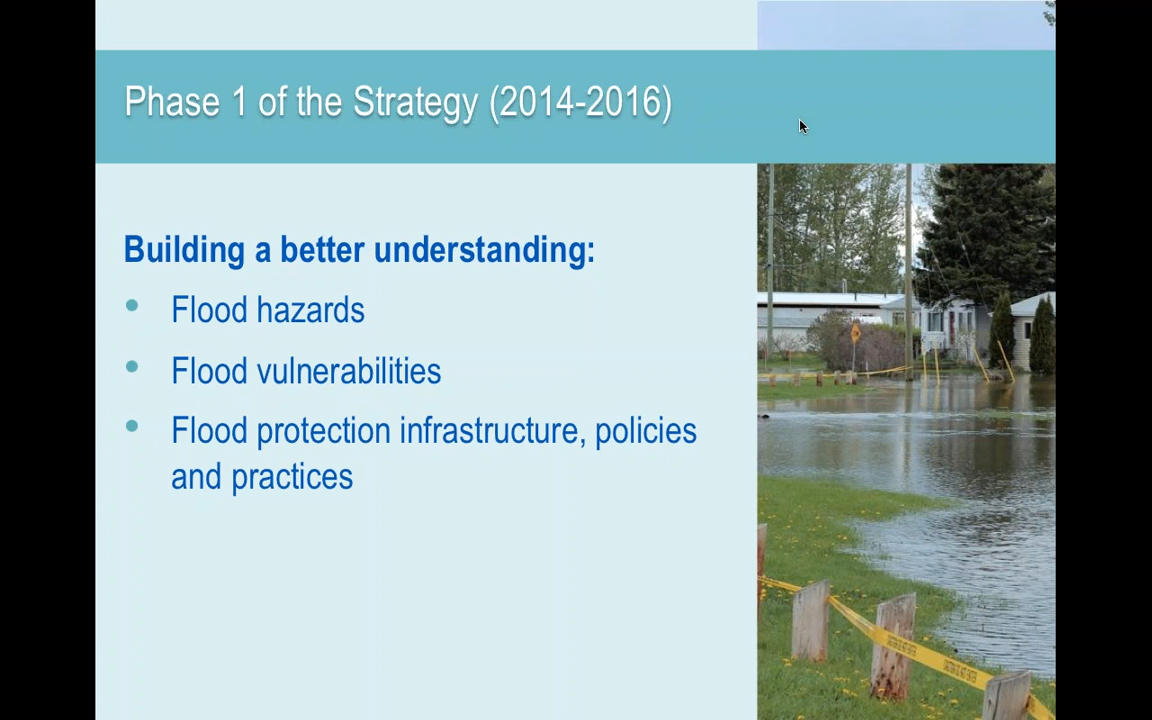 Phase 1 of the Strategy (2014-2016)
Building a better understanding:
• Flood hazards
• Flood vulnerabilities
• Flood protection infrastructure, policies
and practices